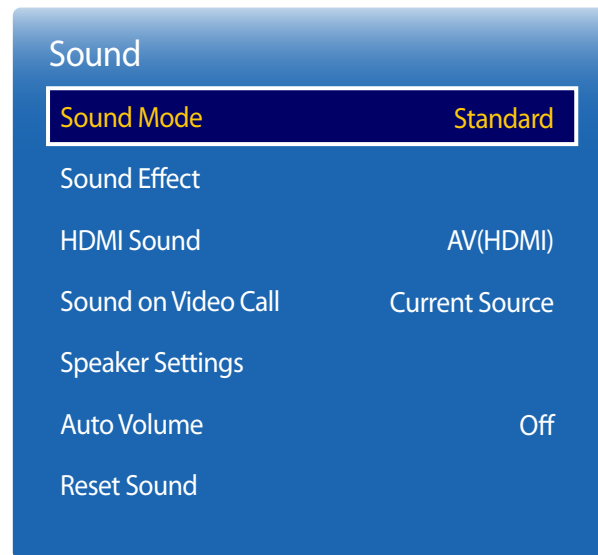 Sound
Sound Mode Standard
Sound Effect
HDMI Sound AV(HDMI)
Sound on Video Call Current Source
Speaker Settings
Auto Volume Off
Reset Sound